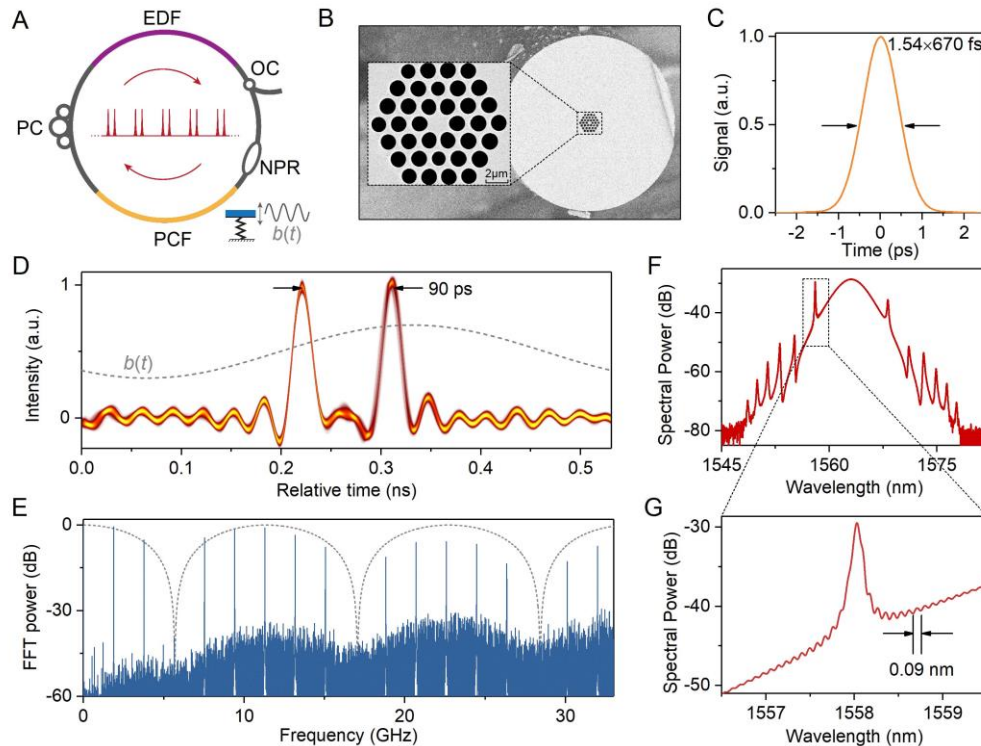 A
EDF
OC
PC
NPR
PCF
b(t)
B
2μm
C
Signal (a.u.)
1.0
0.5
0.0
1.54×670 fs
-2 -1 0 1 2
Time (ps)
D
Intensity (a.u.)
1
0
90 ps
b(t)
0.0 0.1 0.2 0.3 0.4 0.5
Relative time (ns)
E
FFT power (dB)
0
-30
-60
0 10 20 30
Frequency (GHz)
F
Spectral Power (dB)
-40
-60
-80
1545 1560 1575
Wavelength (nm)
G
Spectral Power (dB)
-30
-40
-50
0.09 nm
1557 1558 1559
Wavelength (nm)